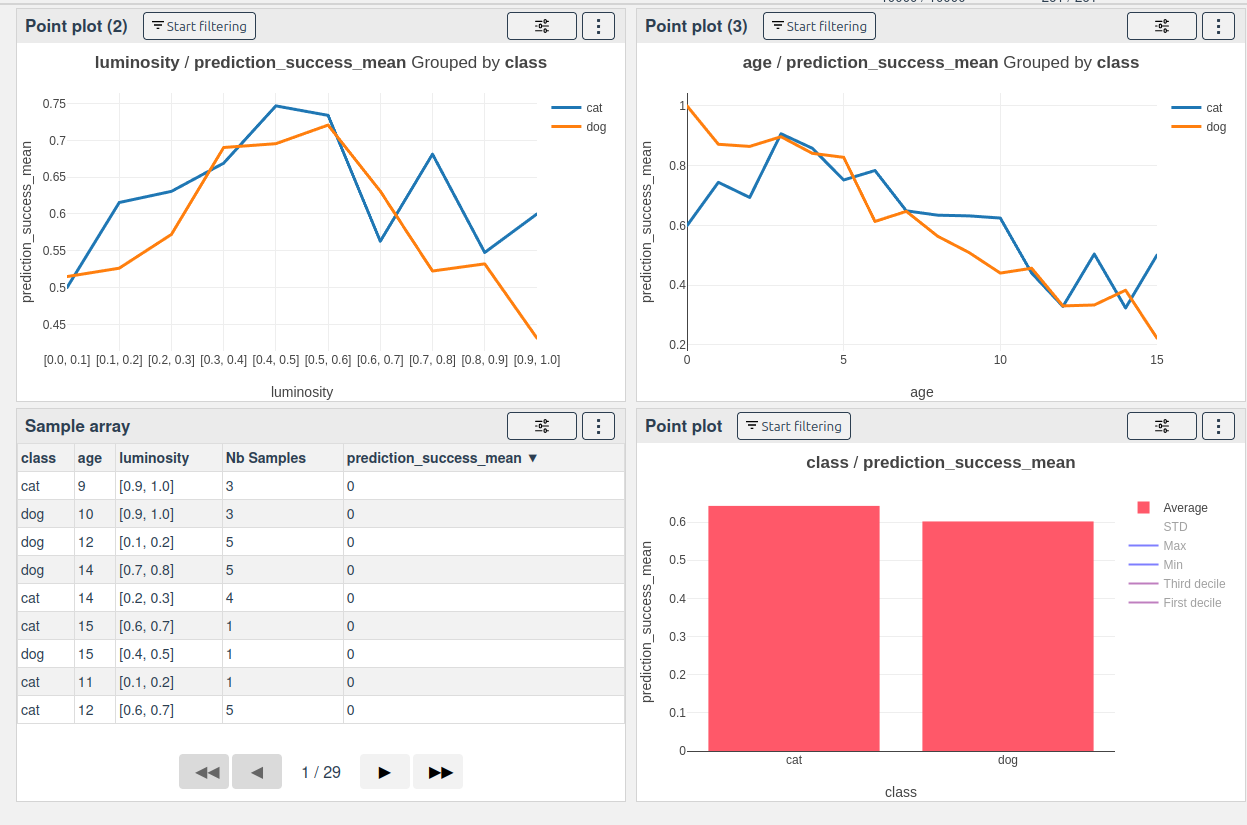 Point plot (2) Start filtering
luminosity / prediction_success_mean Grouped by class
prediction_success_mean
0.75
0.7
0.65
0.6
0.55
0.5
0.45
cat
dog
[0.0, 0.1] [0.1, 0.2] [0.2, 0.3] [0.3, 0.4] [0.4, 0.5] [0.5, 0.6] [0.6, 0.7] [0.7, 0.8] [0.8, 0.9] [0.9, 1.0]
luminosity
Point plot (3) Start filtering
age / prediction_success_mean Grouped by class
prediction_success_mean
1
0.8
0.6
0.4
0.2
cat
dog
0 5 10 15
age
Sample array
class age luminosity Nb Samples prediction_success_mean ▼
cat 9 [0.9, 1.0] 3 0
dog 10 [0.9, 1.0] 3 0
dog 12 [0.1, 0.2] 5 0
dog 14 [0.7, 0.8] 5 0
cat 14 [0.2, 0.3] 4 0
cat 15 [0.6, 0.7] 1 0
dog 15 [0.4, 0.5] 1 0
cat 11 [0.1, 0.2] 1 0
cat 12 [0.6, 0.7] 5 0
1 / 29
Point plot Start filtering
class / prediction_success_mean
prediction_success_mean
0.6
0.5
0.4
0.3
0.2
0.1
0
Average
STD
Max
Min
Third decile
First decile
cat dog
class